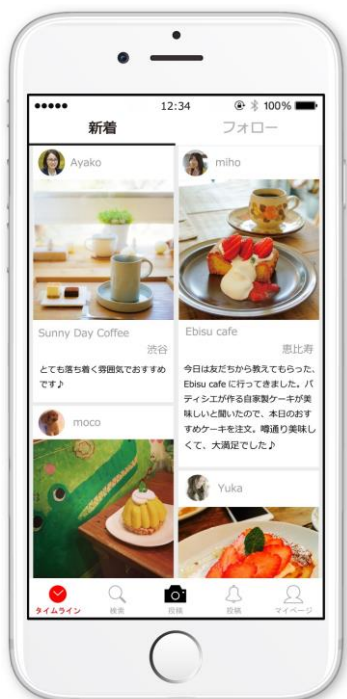 12:34
100%
新着
フォロー
Ayako
Sunny Day Coffee
渋谷
とても落ち着く雰囲気でおすすめ
です♪
moco
miho
Ebisu cafe
恵比寿
今日は友だちから教えてもらった、
Ebisu cafe に行ってきました。パ
ティシエが作る自家製ケーキが美
味しいと聞いたので、本日のおす
すめケーキを注文。噂通り美味し
くて、大満足でした♪
Yuka
タイムライン
検索
投稿
投稿
マイページ